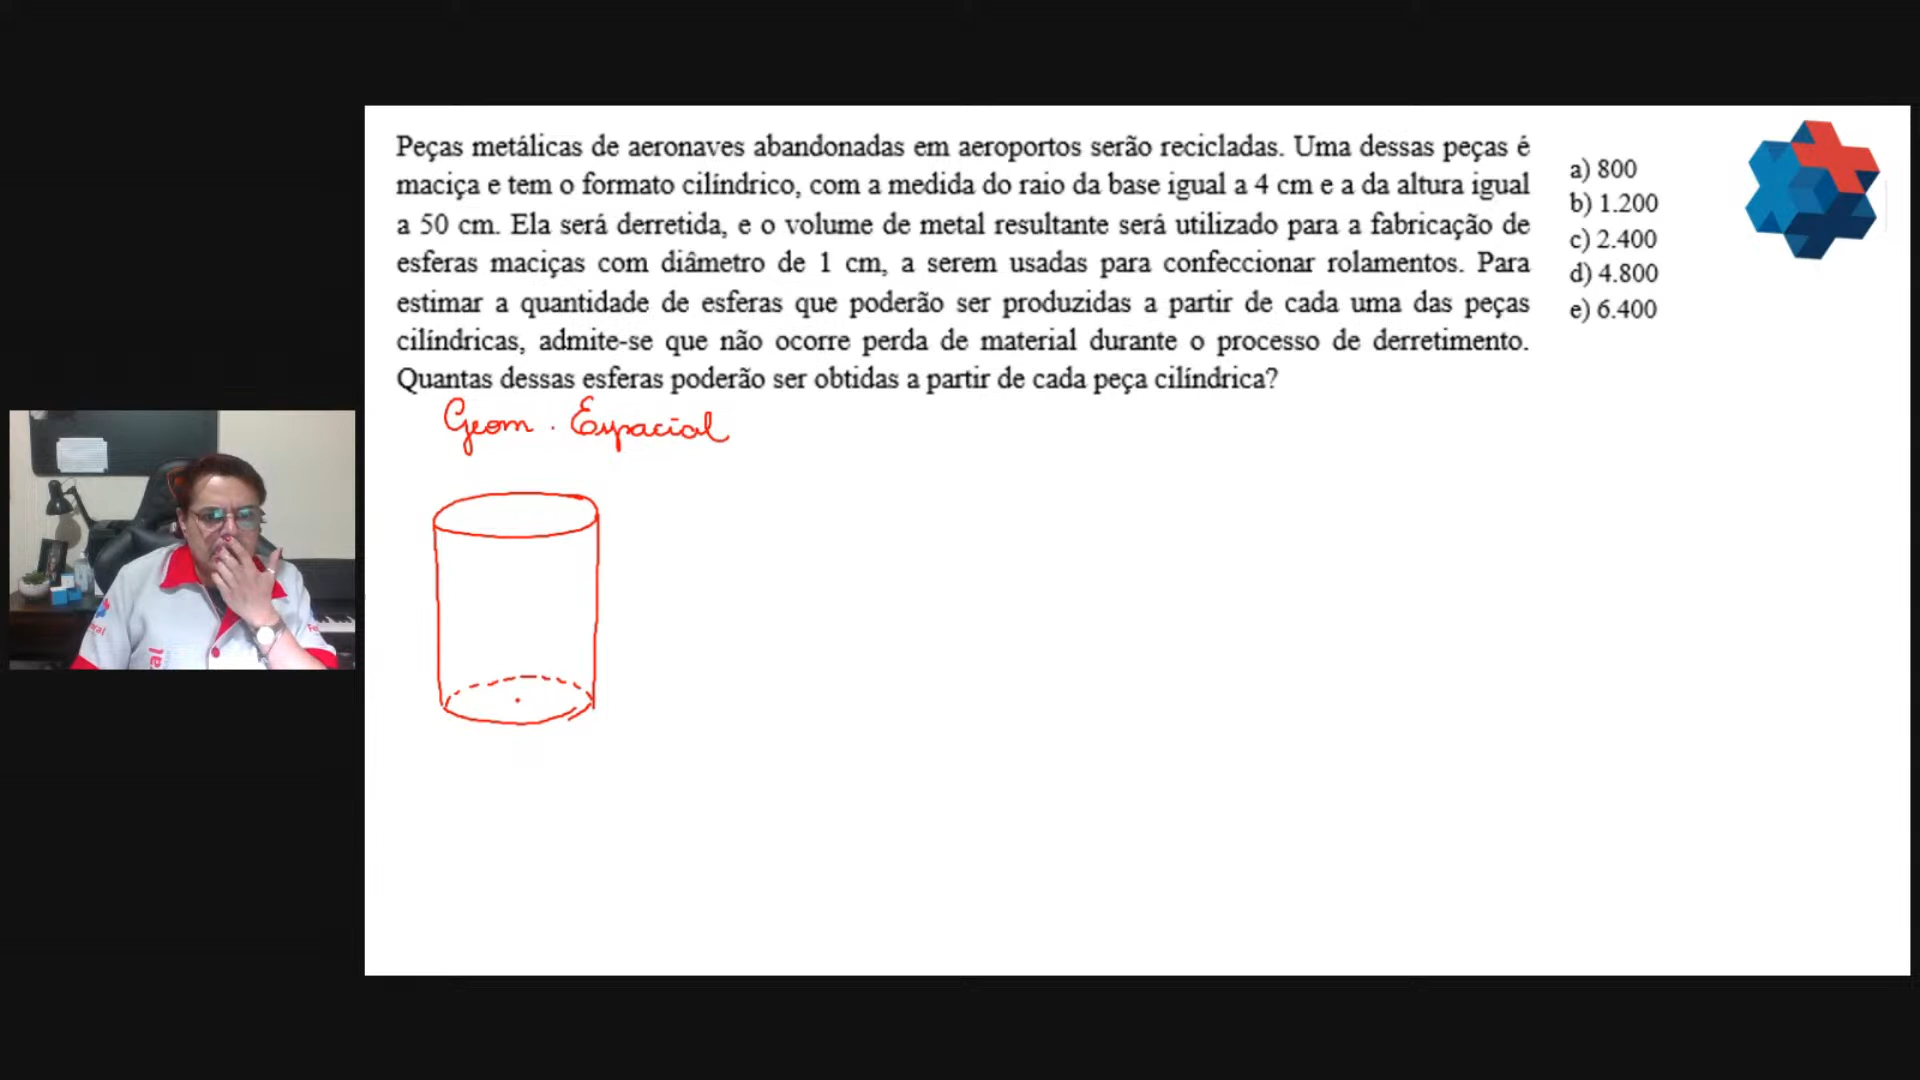 Peças metálicas de aeronaves abandonadas em aeroportos serão recicladas. Uma dessas peças é
maciça e tem o formato cilíndrico, com a medida do raio da base igual a 4 cm e a da altura igual
a 50 cm. Ela será derretida, e o volume de metal resultante será utilizado para a fabricação de
esferas maciças com diâmetro de 1 cm, a serem usadas para confeccionar rolamentos. Para
estimar a quantidade de esferas que poderão ser produzidas a partir de cada uma das peças
cilíndricas, admite-se que não ocorre perda de material durante o processo de derretimento.
Quantas dessas esferas poderão ser obtidas a partir de cada peça cilíndrica?
a) 800
b) 1.200
c) 2.400
d) 4.800
e) 6.400
Geom. Espacial